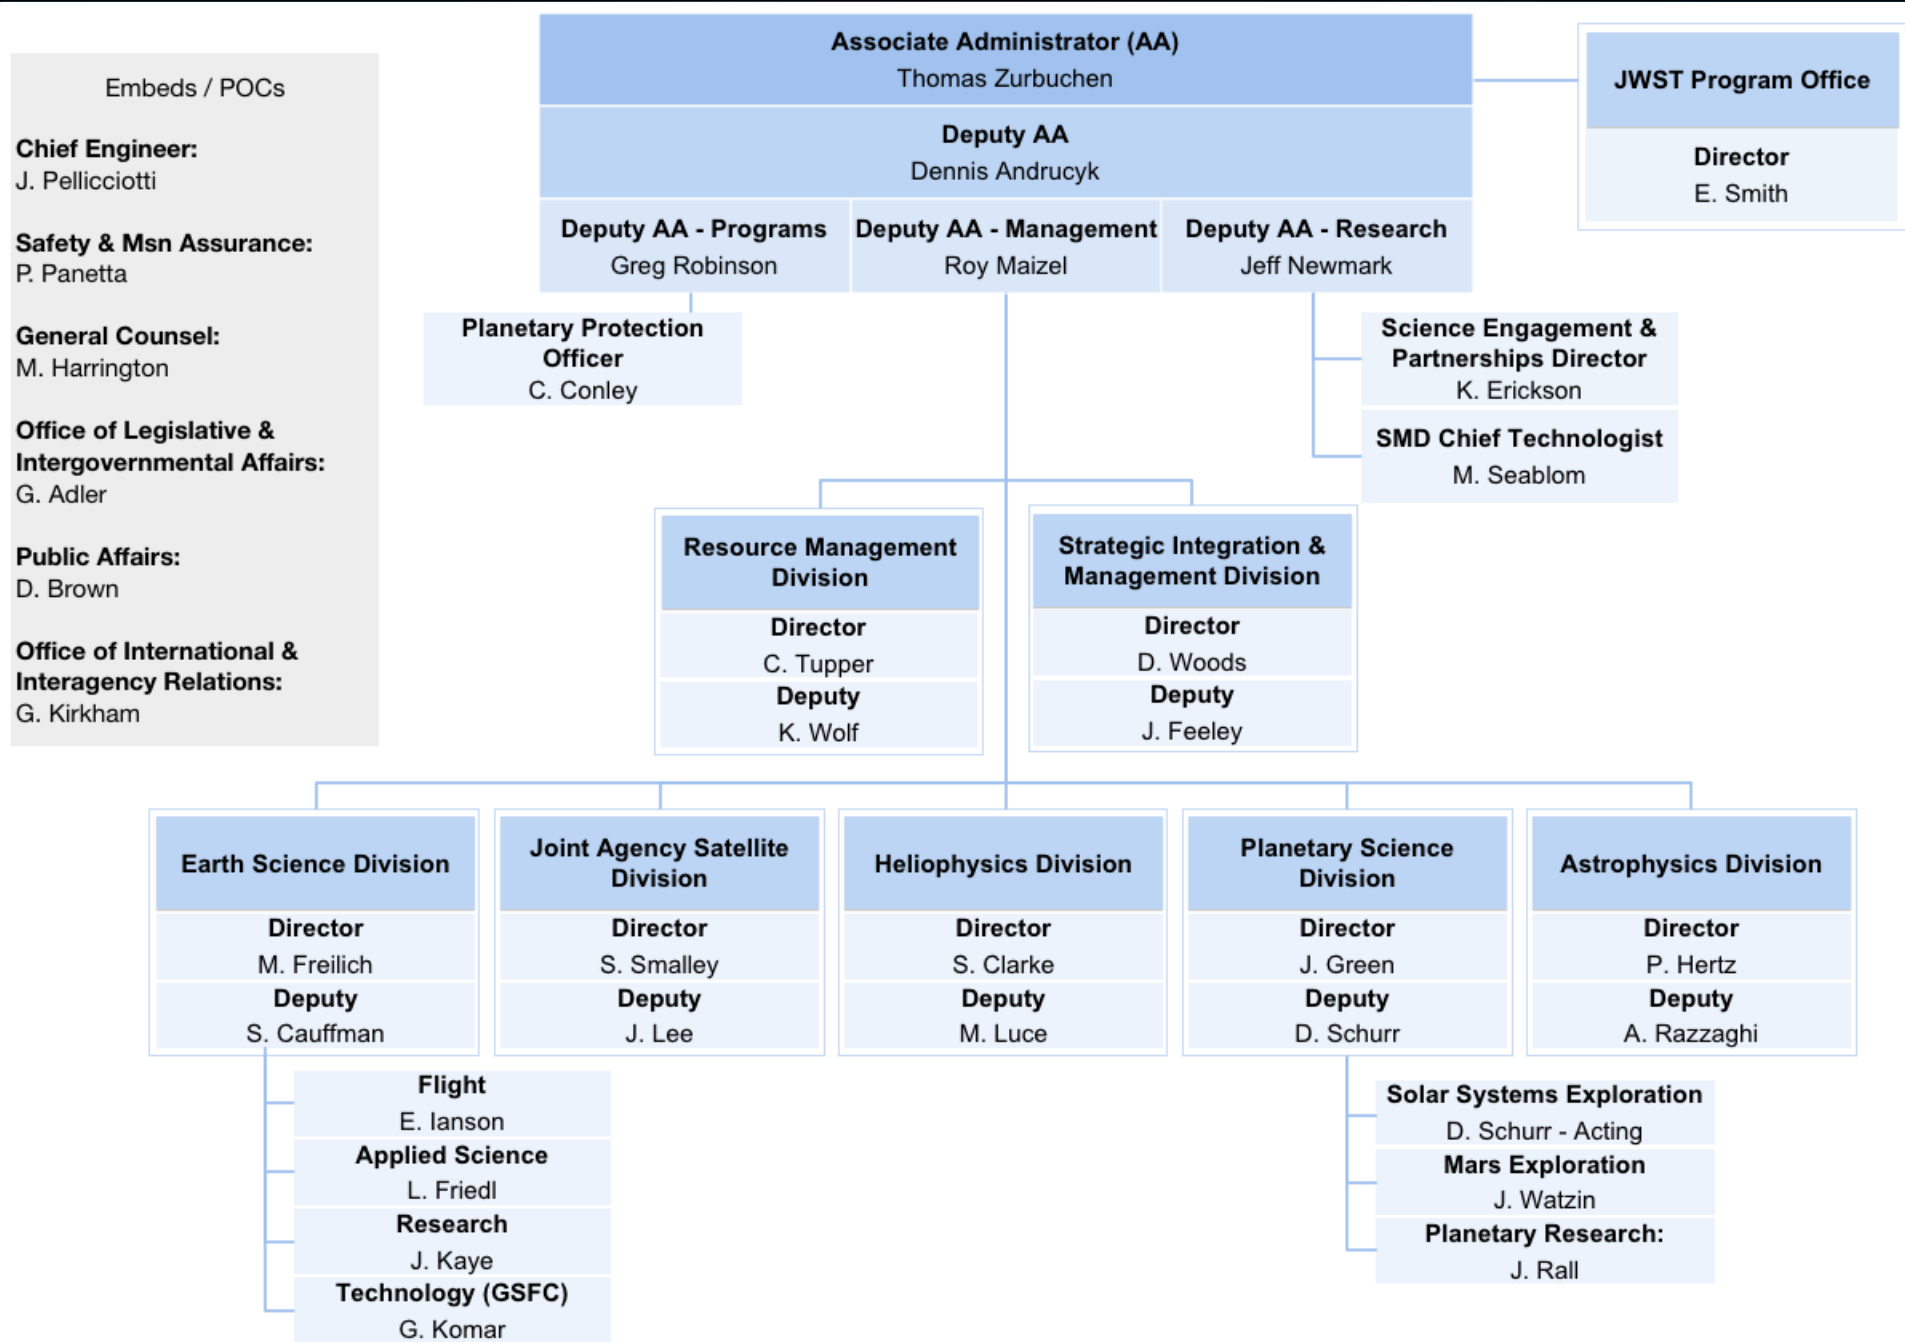 Embeds / POCs
Chief Engineer:
J. Pellicciotti
Safety & Msn Assurance:
P. Panetta
General Counsel:
M. Harrington
Office of Legislative &
Intergovernmental Affairs:
G. Adler
Public Affairs:
D. Brown
Office of International &
Interagency Relations:
G. Kirkham
Associate Administrator (AA)
Thomas Zurbuchen
Deputy AA
Dennis Andrucyk
Deputy AA - Programs
Greg Robinson
Deputy AA - Management
Roy Maizel
Deputy AA - Research
Jeff Newmark
JWST Program Office
Director
E. Smith
Planetary Protection
Officer
C. Conley
Science Engagement &
Partnerships Director
K. Erickson
SMD Chief Technologist
M. Seablom
Resource Management
Division
Director
C. Tupper
Deputy
K. Wolf
Strategic Integration &
Management Division
Director
D. Woods
Deputy
J. Feeley
Earth Science Division
Director
M. Freilich
Deputy
S. Cauffman
Flight
E. Ianson
Applied Science
L. Friedl
Research
J. Kaye
Technology (GSFC)
G. Komar
Joint Agency Satellite
Division
Director
S. Smalley
Deputy
J. Lee
Heliophysics Division
Director
S. Clarke
Deputy
M. Luce
Planetary Science
Division
Director
J. Green
Deputy
D. Schurr
Solar Systems Exploration
D. Schurr - Acting
Mars Exploration
J. Watzin
Planetary Research:
J. Rall
Astrophysics Division
Director
P. Hertz
Deputy
A. Razzaghi